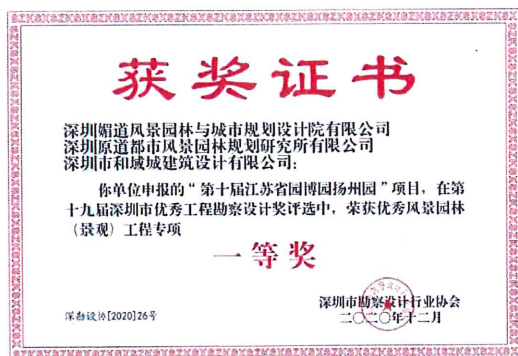 获奖证书
深圳媚道风景园林与城市规划设计院有限公司
深圳原道都市风景园林规划研究所有限公司
深圳市和域城建筑设计有限公司：
你单位申报的“第十届江苏省园博园扬州园”项目，在第
十九届深圳市优秀工程勘察设计奖评选中，荣获优秀风景园林
（景观）工程专项
一等奖
深圳市勘察设计行业协会
深勘设协[2020]26号
二〇二〇年十二月